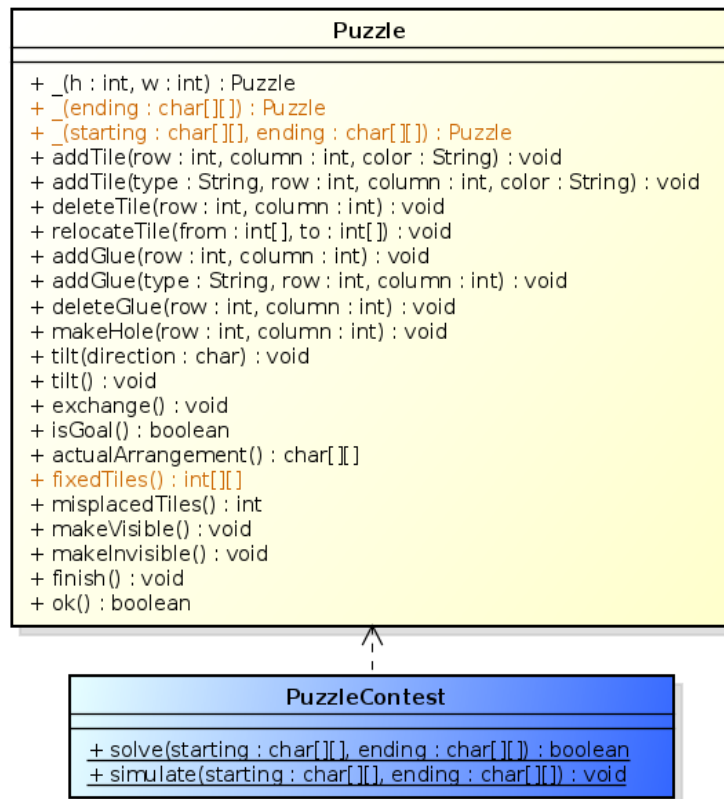 Puzzle
+ _(h : int, w : int) : Puzzle
+ _(ending : char[][]) : Puzzle
+ _(starting : char[][], ending : char[][]) : Puzzle
+ addTile(row : int, column : int, color : String) : void
+ addTile(type : String, row : int, column : int, color : String) : void
+ deleteTile(row : int, column : int) : void
+ relocateTile(from : int[], to : int[]) : void
+ addGlue(row : int, column : int) : void
+ addGlue(type : String, row : int, column : int) : void
+ deleteGlue(row : int, column : int) : void
+ makeHole(row : int, column : int) : void
+ tilt(direction : char) : void
+ tilt() : void
+ exchange() : void
+ isGoal() : boolean
+ actualArrangement() : char[][]
+ fixedTiles() : int[][]
+ misplacedTiles() : int
+ makeVisible() : void
+ makeInvisible() : void
+ finish() : void
+ ok() : boolean
PuzzleContest
+ solve(starting : char[][], ending : char[][]) : boolean
+ simulate(starting : char[][], ending : char[][]) : void